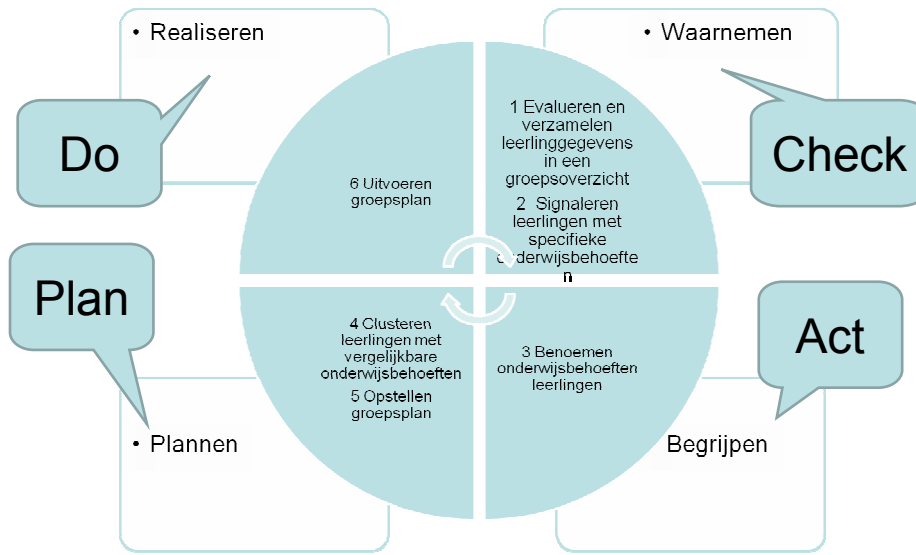 • Realiseren
• Waarnemen
Do
Check
1 Evalueren en
verzamelen
leerlinggegevens
in een
groepsoverzicht
2 Signaleren
leerlingen met
specifieke
onderwijsbehoefte
n
6 Uitvoeren
groepsplan
Plan
Act
4 Clusteren
leerlingen met
vergelijkbare
onderwijsbehoeften
5 Opstellen
groepsplan
3 Benoemen
onderwijsbehoeften
leerlingen
• Plannen
Begrijpen